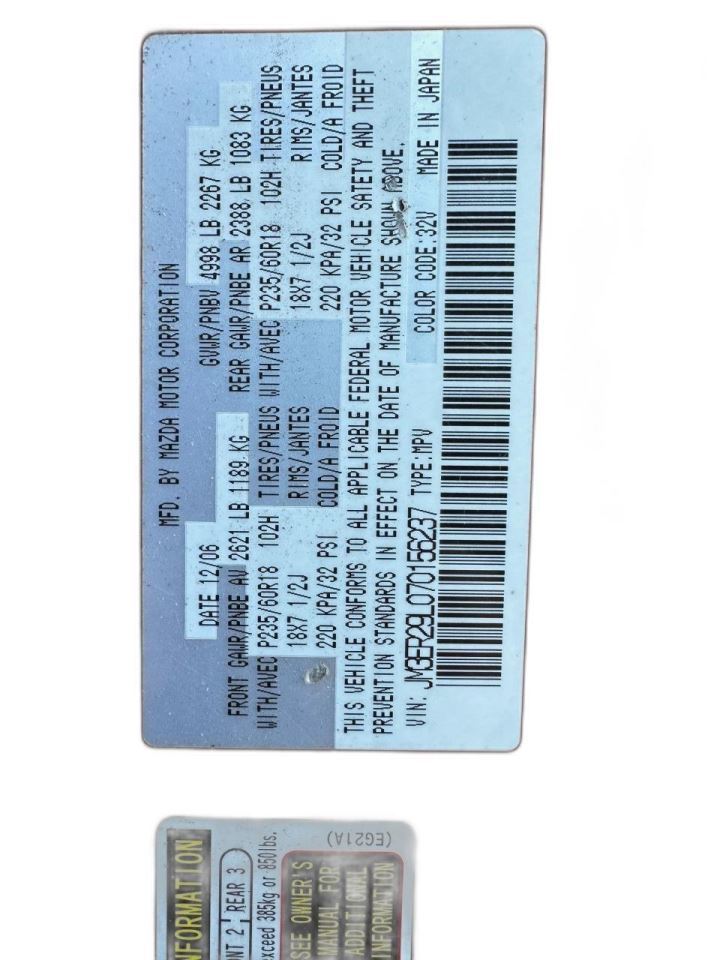 MFD. BY MAZDA MOTOR CORPORATION
DATE 12/06 GVWR/PNBV 4998 LB 2267 KG
FRONT GAWR/PNBE AV 2621 LB 1189 KG REAR GAWR/PNBE AR 2388 LB 1083 KG
WITH/AVEC P235/60R18 102H TIRES/PNEUS WITH/AVEC P235/60R18 102H TIRES/PNEUS
18X7 1/2J RIMS/JANTES 18X7 1/2J RIMS/JANTES
220 KPA/32 PSI COLD/A FROID 220 KPA/32 PSI COLD/A FROID
THIS VEHICLE CONFORMS TO ALL APPLICABLE FEDERAL MOTOR VEHICLE SATETY AND THEFT
PREVENTION STANDARDS IN EFFECT ON THE DATE OF MANUFACTURE SHOWN ABOVE.
VIN: JM3ER29L070156237 TYPE:MPV COLOR CODE:32V MADE IN JAPAN
NFORMATION
ONT 2 REAR 3
exceed 385kg or 850lbs.
SEE OWNER'S
MANUAL FOR
ADDITIONAL
INFORMATION
(EG21A)